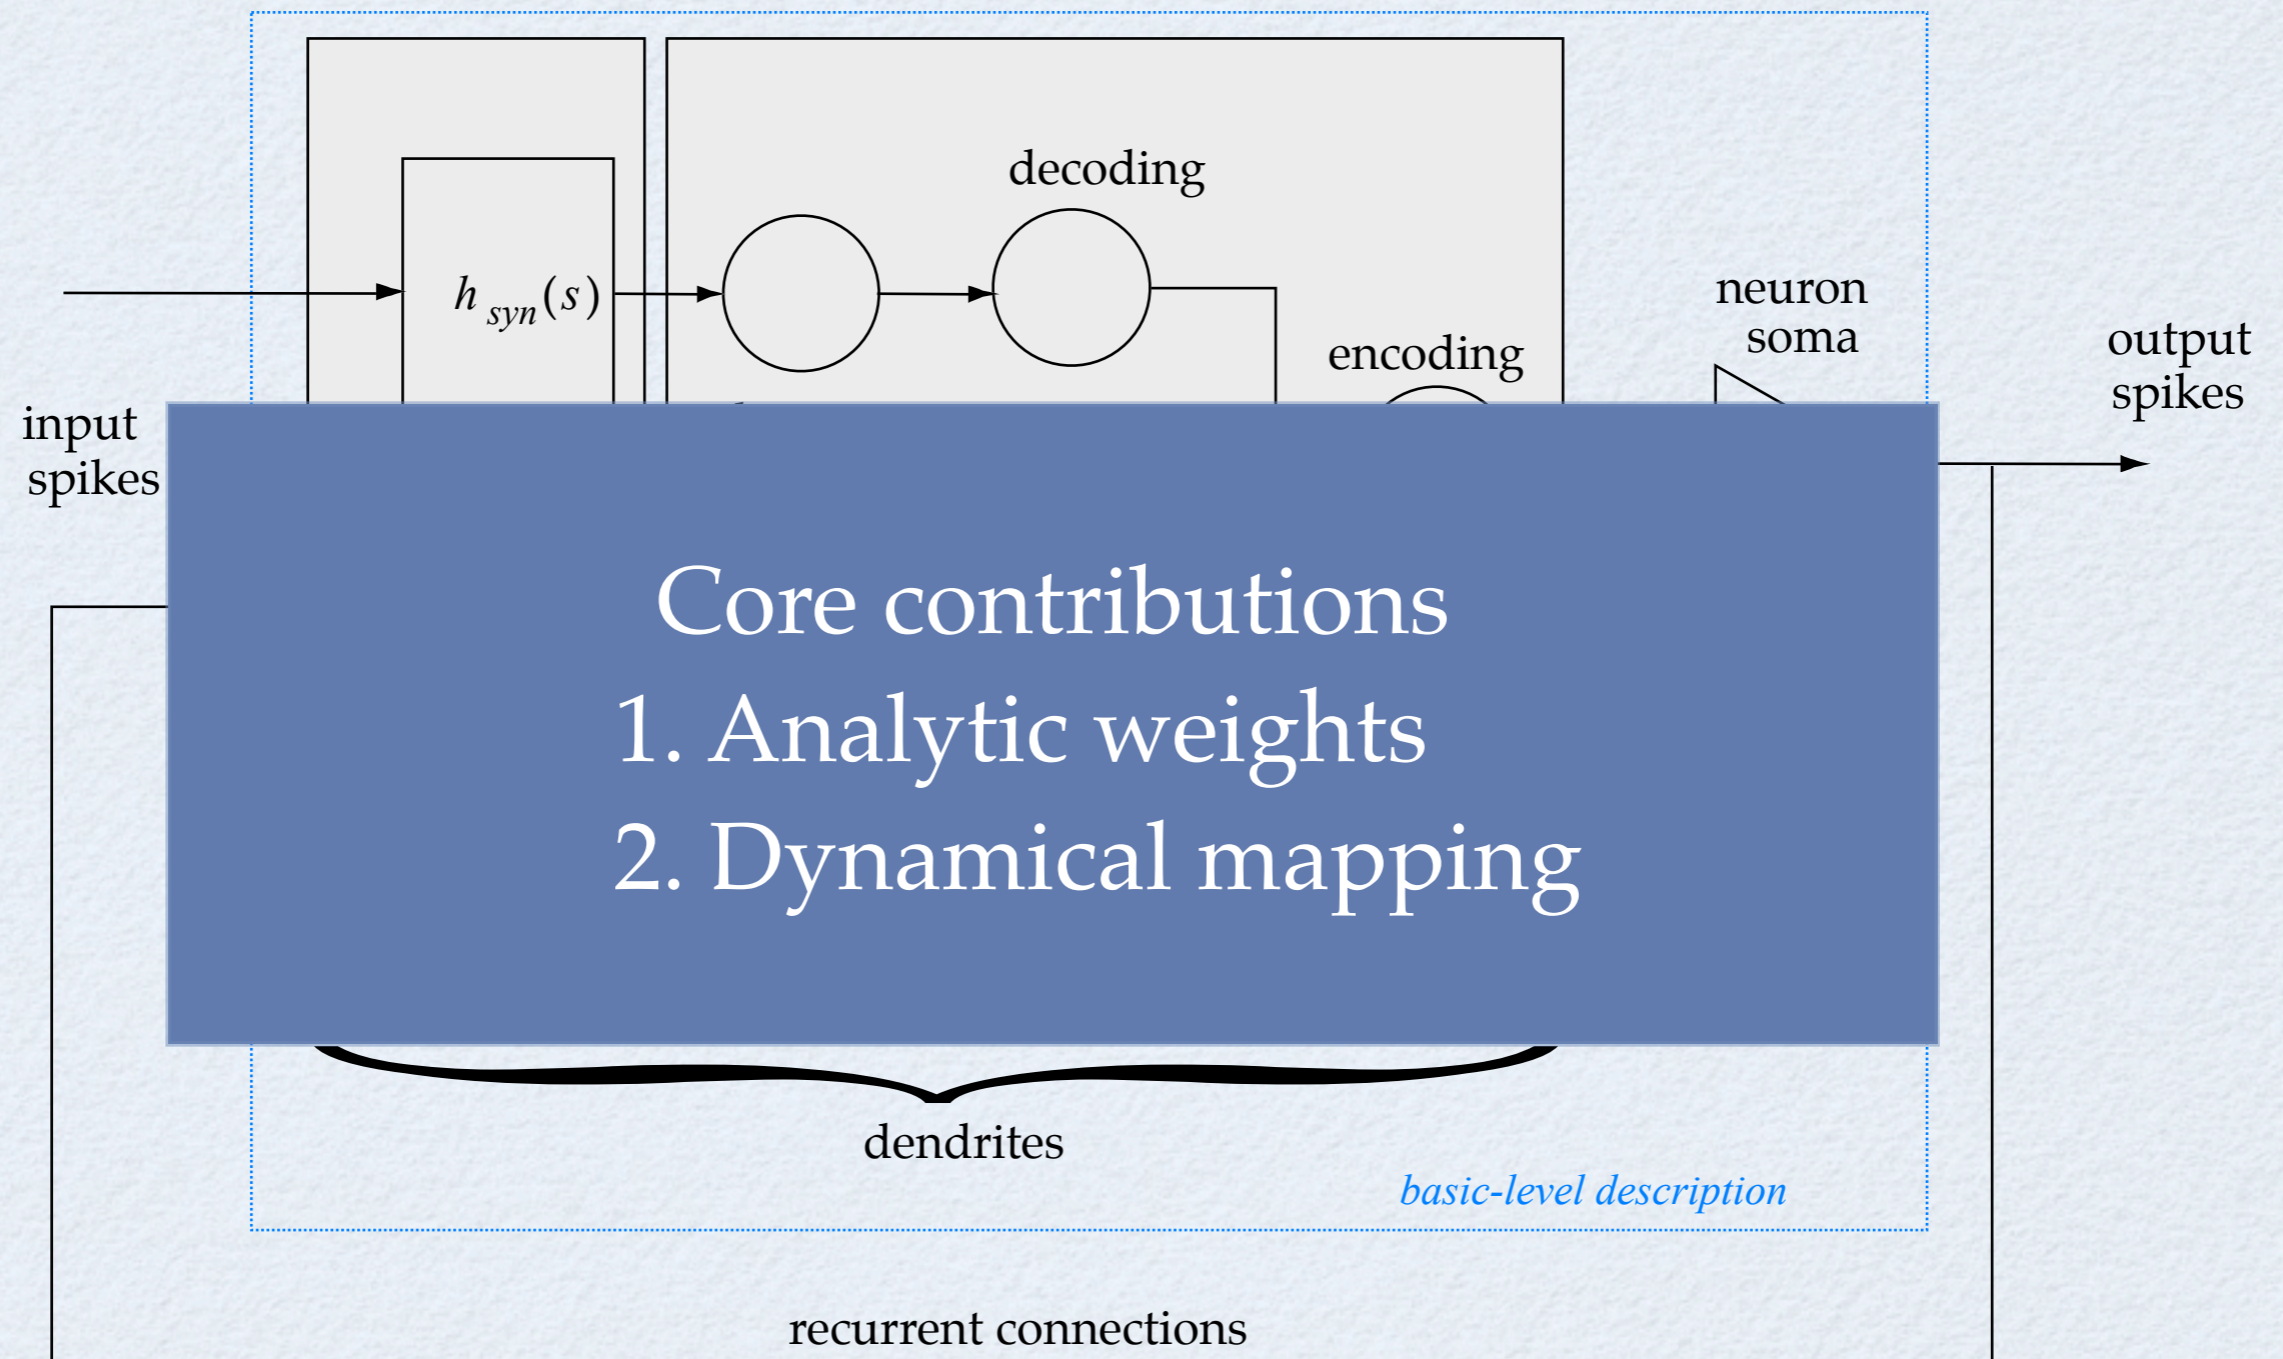 decoding
h syn(s)
neuron
soma
encoding
output
spikes
input
spikes
Core contributions
1. Analytic weights
2. Dynamical mapping
dendrites
basic-level description
recurrent connections